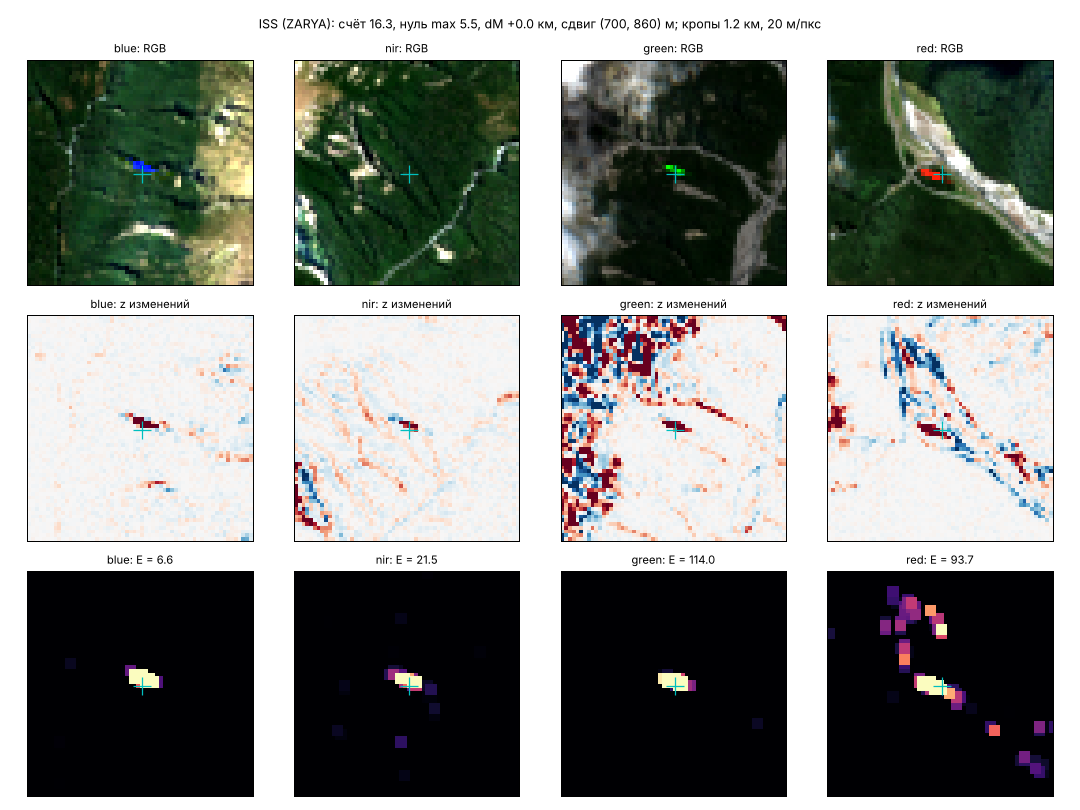 ISS (ZARYA): счёт 16.3, нуль max 5.5, dM +0.0 км, сдвиг (700, 860) м; кропы 1.2 км, 20 м/пкс
blue: RGB
nir: RGB
green: RGB
red: RGB
blue: z изменений
nir: z изменений
green: z изменений
red: z изменений
blue: E = 6.6
nir: E = 21.5
green: E = 114.0
red: E = 93.7